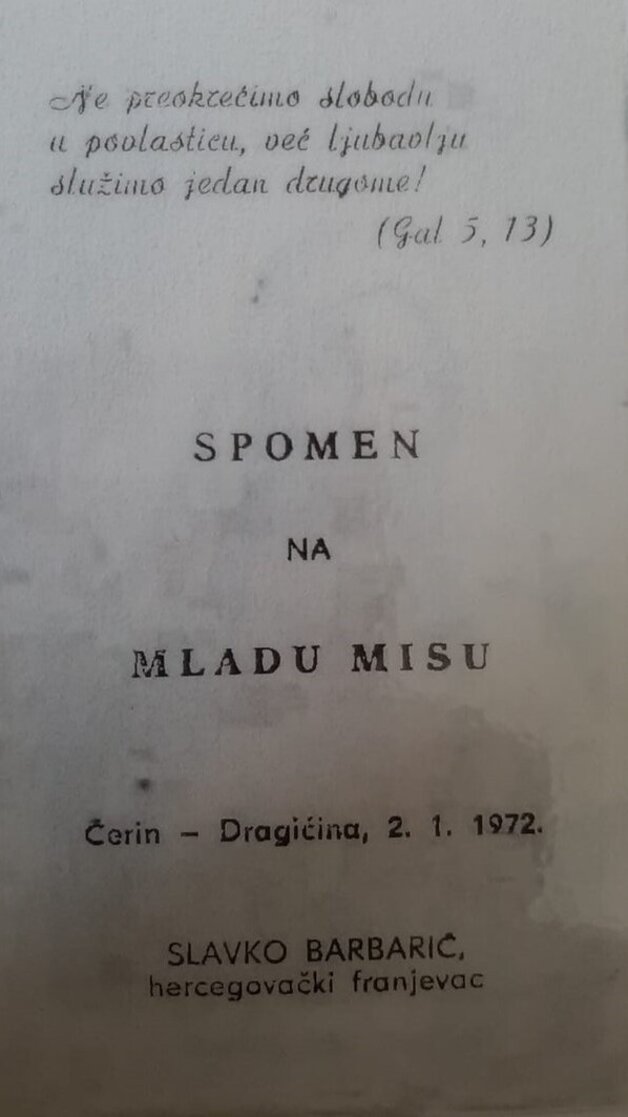 Ne preokrećimo slobodu
u povlasticu, već ljubavlju
služimo jedan drugome!
(Gal 5, 13)
SPOMEN
NA
MLADU MISU
Čerin – Dragićina, 2. 1. 1972.
SLAVKO BARBARIĆ,
hercegovački franjevac